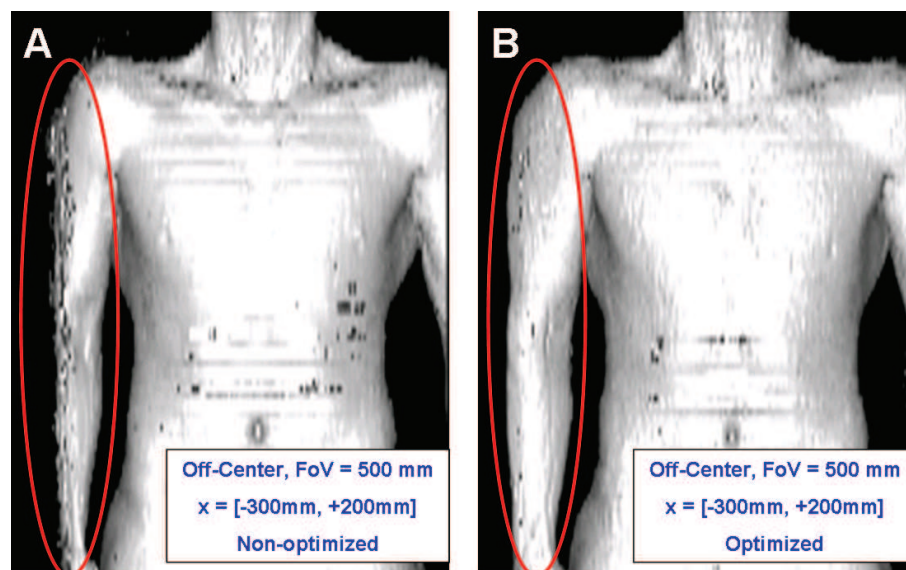 A
B
Off-Center, FoV = 500 mm
x = [-300mm, +200mm]
Non-optimized
Off-Center, FoV = 500 mm
x = [-300mm, +200mm]
Optimized